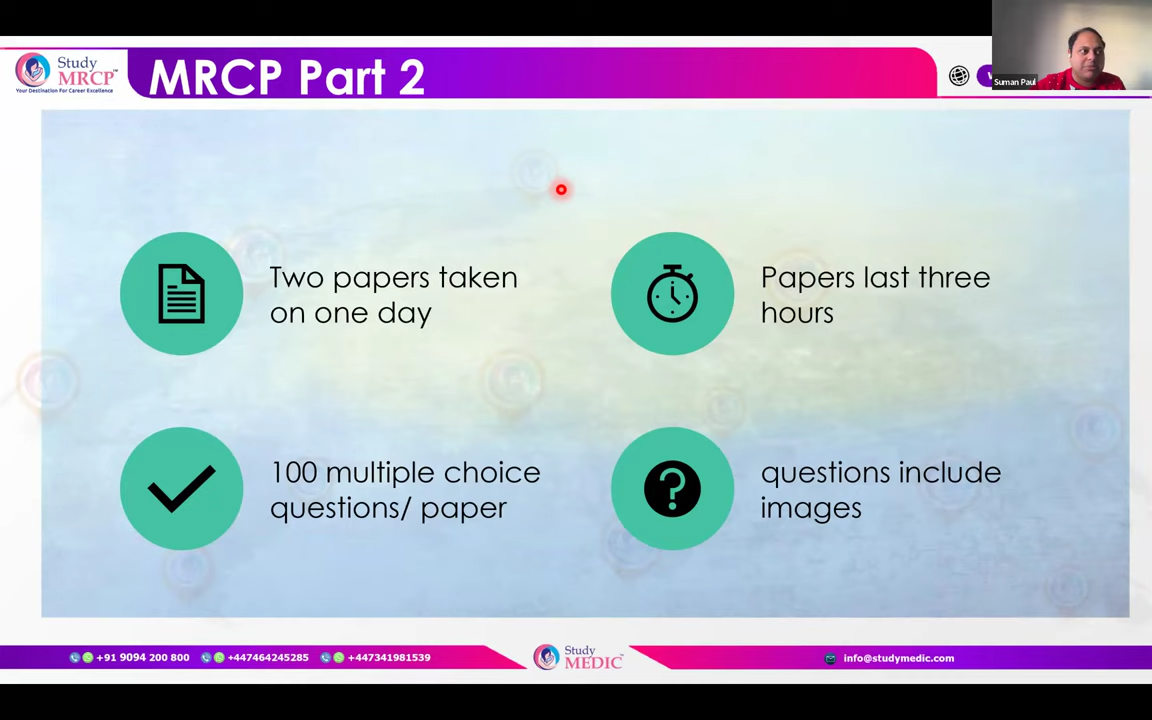 Study
MRCP™
Your Destination For Career Excellence
MRCP Part 2
Suman Paul
Two papers taken
on one day
Papers last three
hours
100 multiple choice
questions/ paper
questions include
images
+91 9094 200 800
+447464245285
+447341981539
Study
MEDIC™
info@studymedic.com